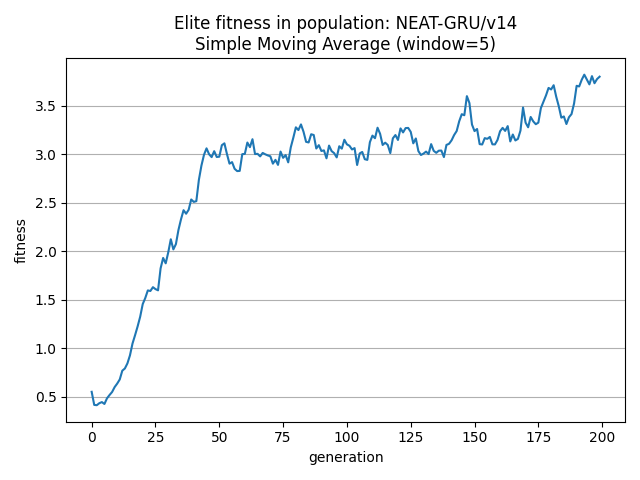 Elite fitness in population: NEAT-GRU/v14
Simple Moving Average (window=5)
fitness
3.5
3.0
2.5
2.0
1.5
1.0
0.5
0 25 50 75 100 125 150 175 200
generation